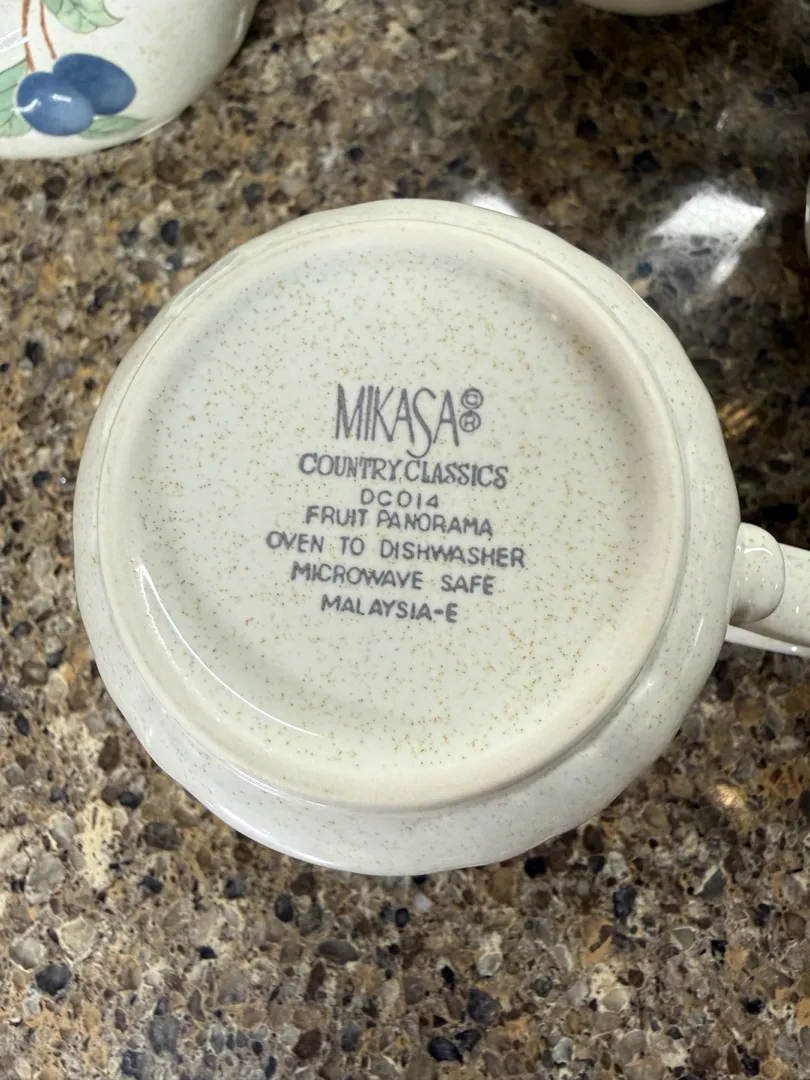 MIKASA©®
COUNTRY CLASSICS
DC014
FRUIT PANORAMA
OVEN TO DISHWASHER
MICROWAVE SAFE
MALAYSIA-E